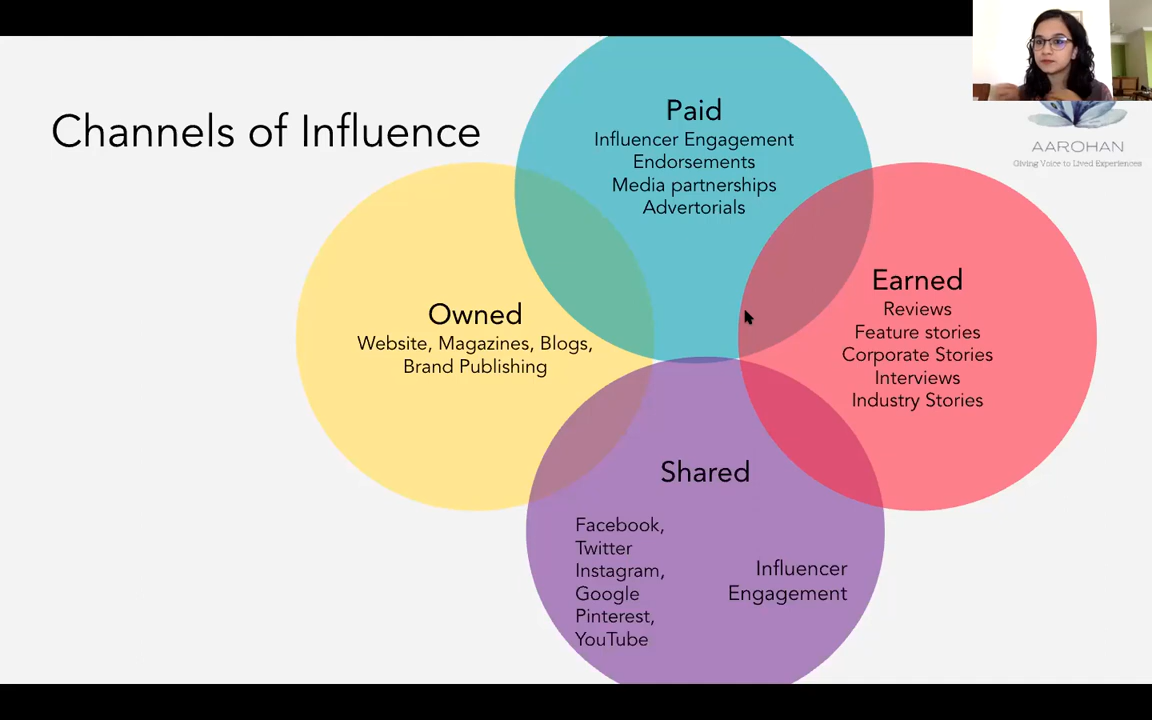 Channels of Influence
Paid
Influencer Engagement
Endorsements
Media partnerships
Advertorials
AAROHAN
Giving Voice to Lived Experiences
Owned
Website, Magazines, Blogs,
Brand Publishing
Earned
Reviews
Feature stories
Corporate Stories
Interviews
Industry Stories
Shared
Facebook,
Twitter
Instagram,
Google
Pinterest,
YouTube
Influencer
Engagement